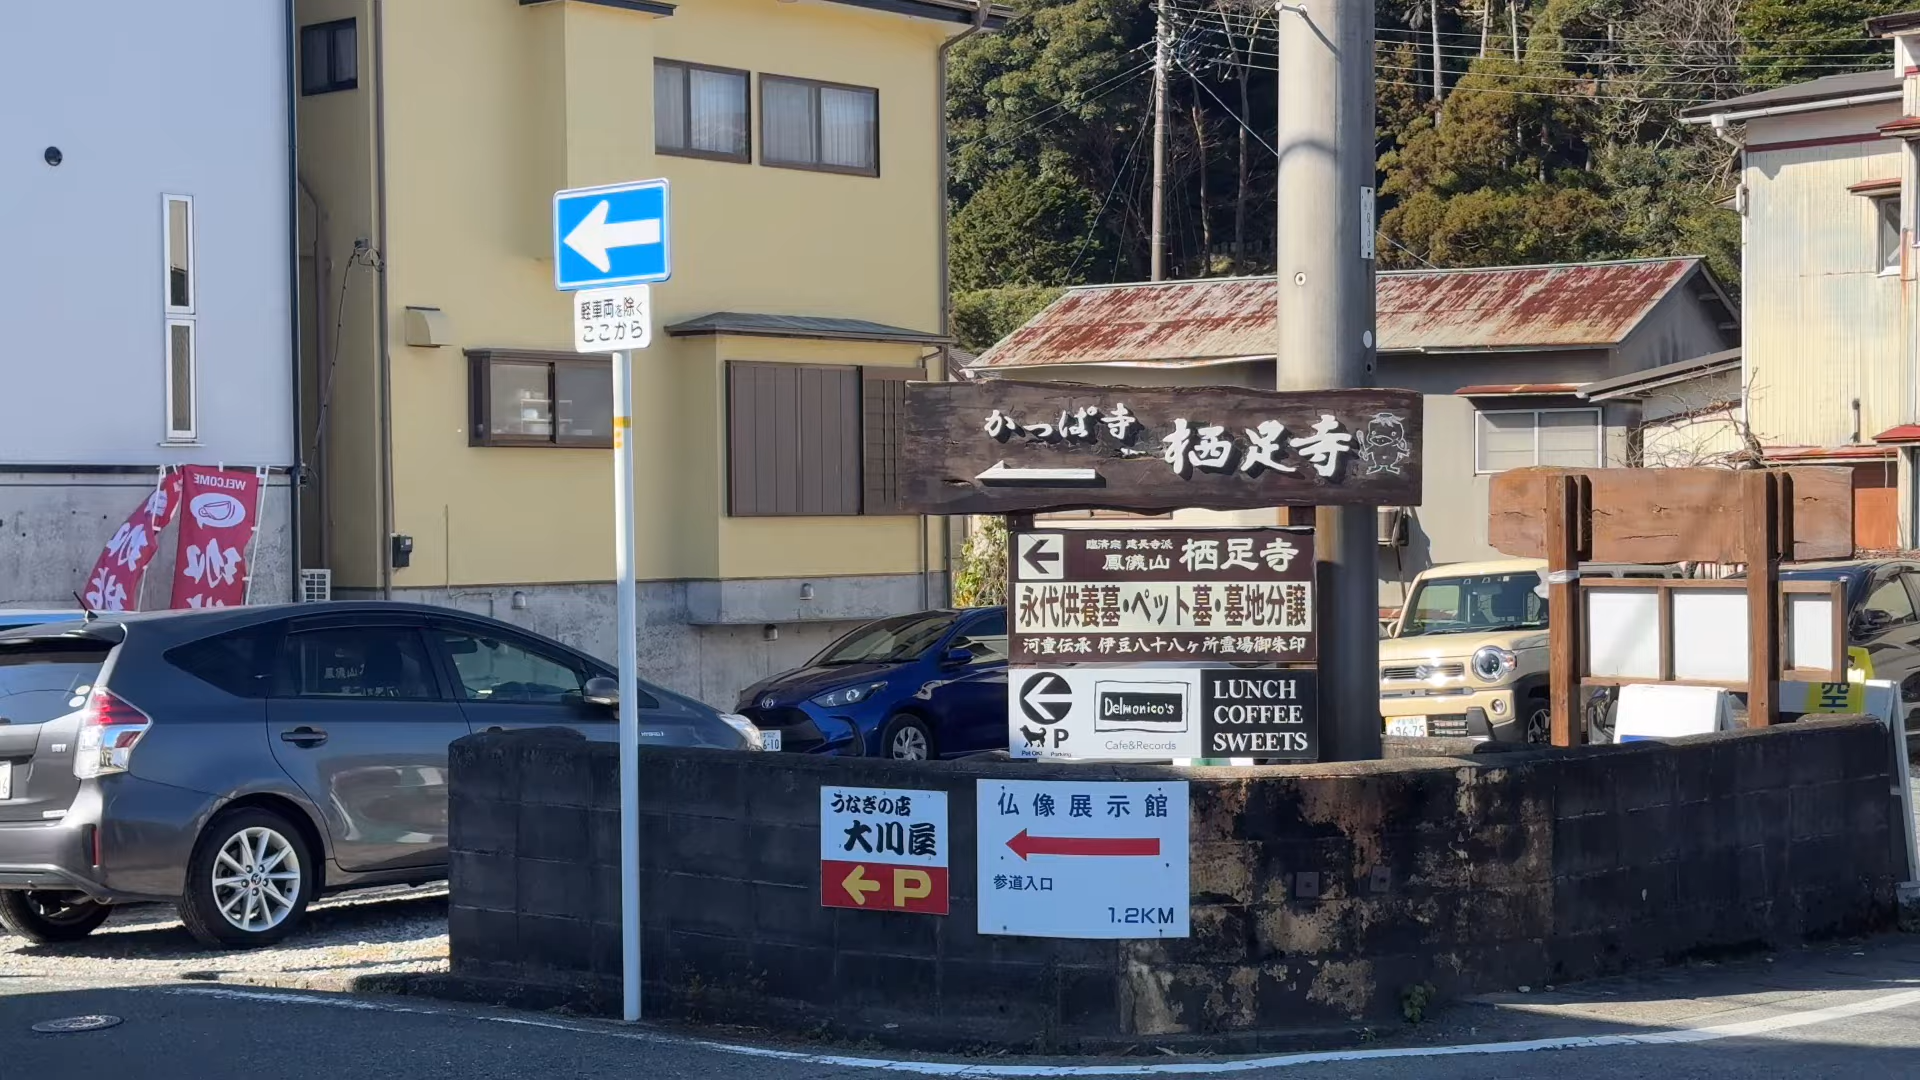 軽車両を除く
ここから
WELCOME
かっぱ寺
栖足寺
臨済宗 建長寺派
鳳儀山 栖足寺
永代供養墓・ペット墓・墓地分譲
河童伝承 伊豆八十八ヶ所霊場御朱印
P
Delmonico's
Cafe&Records
LUNCH
COFFEE
SWEETS
うなぎの店
大川屋
P
仏像展示館
参道入口
1.2KM
空